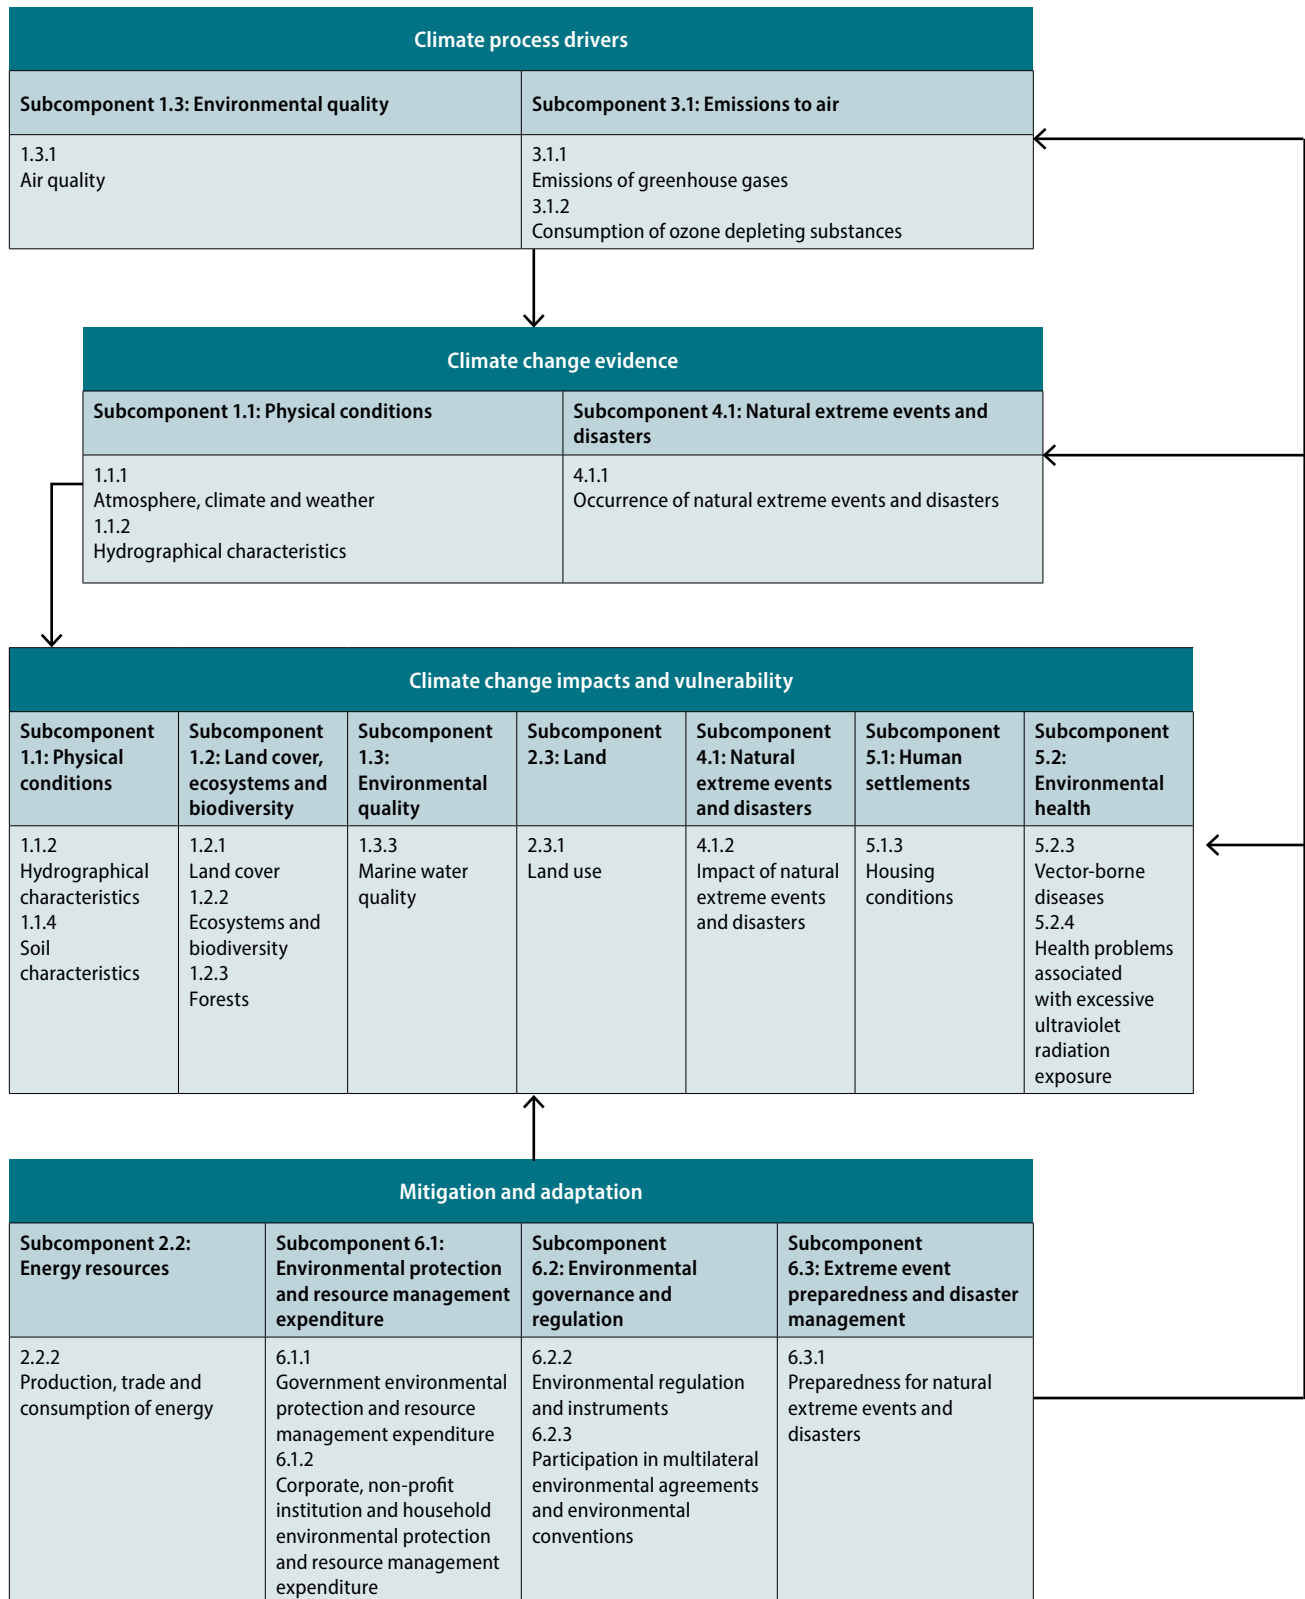 Climate process drivers
Subcomponent 1.3: Environmental quality
Subcomponent 3.1: Emissions to air
1.3.1
Air quality
3.1.1
Emissions of greenhouse gases
3.1.2
Consumption of ozone depleting substances
Climate change evidence
Subcomponent 1.1: Physical conditions
Subcomponent 4.1: Natural extreme events and
disasters
1.1.1
Atmosphere, climate and weather
1.1.2
Hydrographical characteristics
4.1.1
Occurrence of natural extreme events and disasters
Climate change impacts and vulnerability
Subcomponent
1.1: Physical
conditions
Subcomponent
1.2: Land cover,
ecosystems and
biodiversity
Subcomponent
1.3:
Environmental
quality
Subcomponent
2.3: Land
Subcomponent
4.1: Natural
extreme events
and disasters
Subcomponent
5.1: Human
settlements
Subcomponent
5.2:
Environmental
health
1.1.2
Hydrographical
characteristics
1.1.4
Soil
characteristics
1.2.1
Land cover
1.2.2
Ecosystems and
biodiversity
1.2.3
Forests
1.3.3
Marine water
quality
2.3.1
Land use
4.1.2
Impact of natural
extreme events
and disasters
5.1.3
Housing
conditions
5.2.3
Vector-borne
diseases
5.2.4
Health problems
associated
with excessive
ultraviolet
radiation
exposure
Mitigation and adaptation
Subcomponent 2.2:
Energy resources
Subcomponent 6.1:
Environmental protection
and resource management
expenditure
Subcomponent
6.2: Environmental
governance and
regulation
Subcomponent
6.3: Extreme event
preparedness and disaster
management
2.2.2
Production, trade and
consumption of energy
6.1.1
Government environmental
protection and resource
management expenditure
6.1.2
Corporate, non-profit
institution and household
environmental protection
and resource management
expenditure
6.2.2
Environmental regulation
and instruments
6.2.3
Participation in multilateral
environmental agreements
and environmental
conventions
6.3.1
Preparedness for natural
extreme events and
disasters